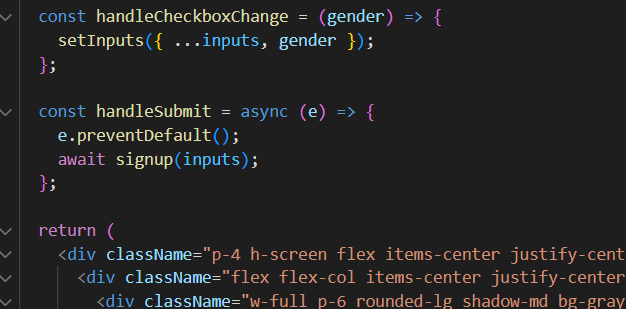 const handleCheckboxChange = (gender) => {
setInputs({ ...inputs, gender });
};
const handleSubmit = async (e) => {
e.preventDefault();
await signup(inputs);
};
return (
<div className="p-4 h-screen flex items-center justify-cent
<div className="flex flex-col items-center justify-center
<div className="w-full p-6 rounded-lg shadow-md bg-gray